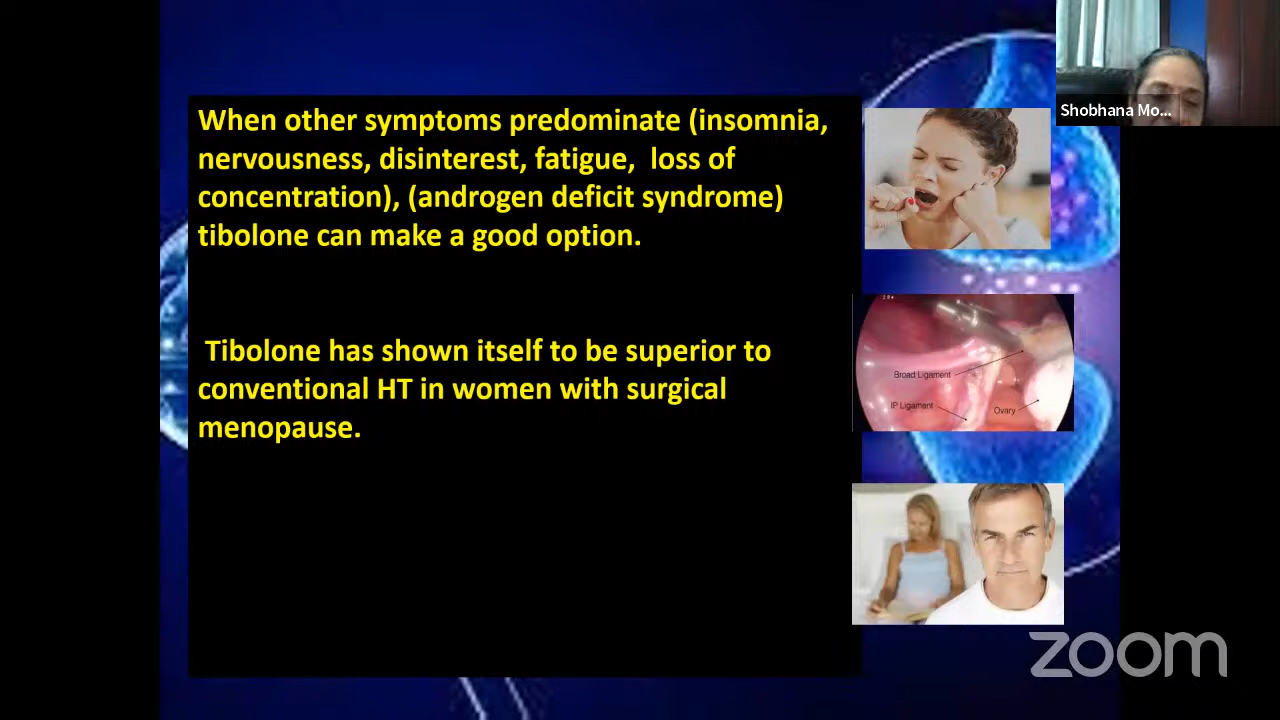 When other symptoms predominate (insomnia,
nervousness, disinterest, fatigue, loss of
concentration), (androgen deficit syndrome)
tibolone can make a good option.
Tibolone has shown itself to be superior to
conventional HT in women with surgical
menopause.
Shobhana Mo...
Broad Ligament
IP Ligament
Ovary
zoom